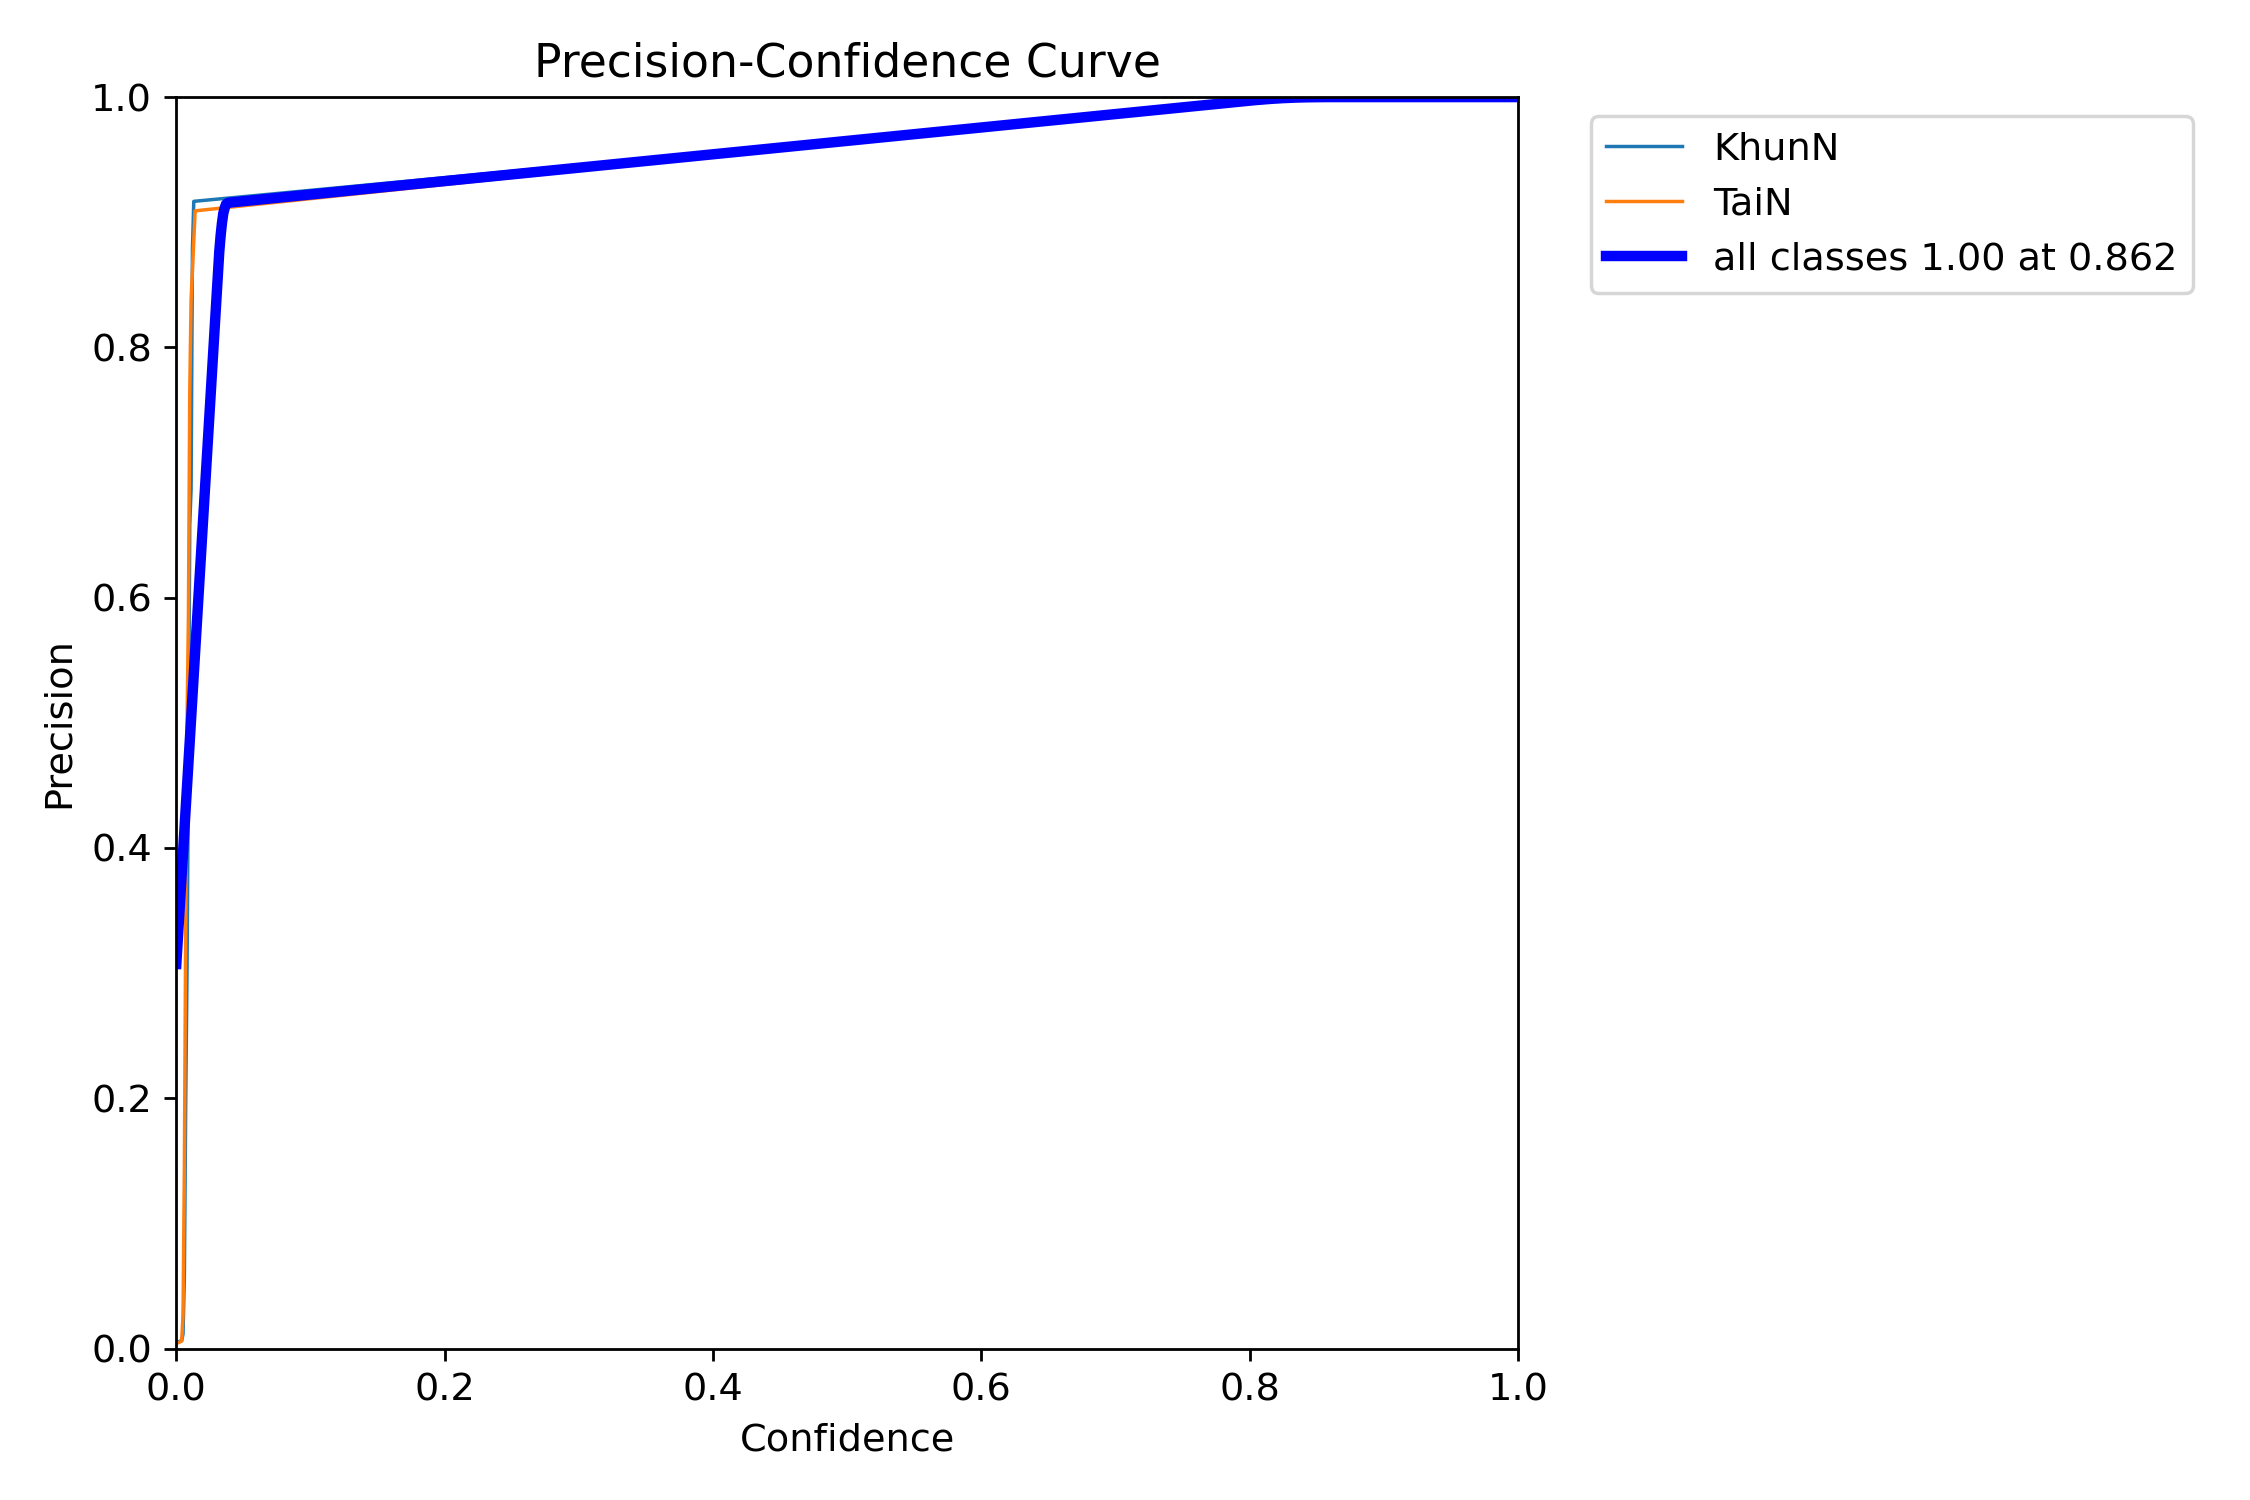 Precision-Confidence Curve
1.0
0.8
0.6
0.4
0.2
0.0
Precision
0.0 0.2 0.4 0.6 0.8 1.0
Confidence
KhunN
TaiN
all classes 1.00 at 0.862